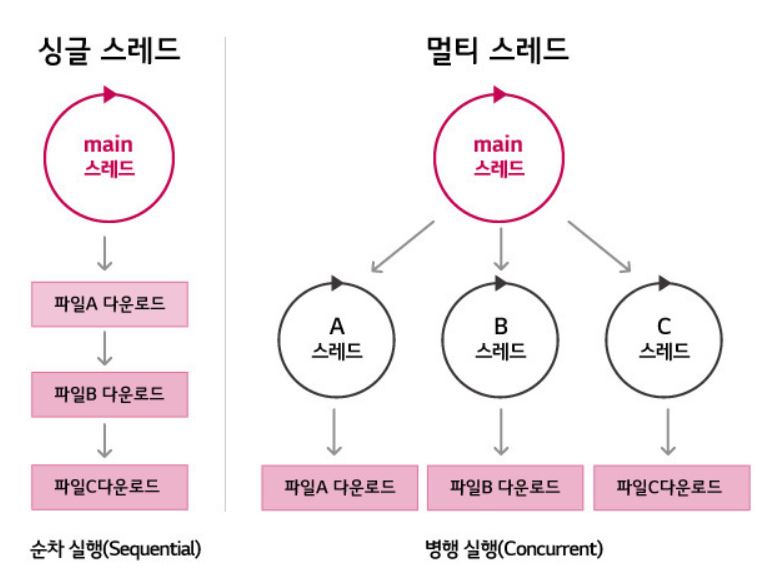 싱글 스레드
main
스레드
파일A 다운로드
파일B 다운로드
파일C다운로드
순차 실행(Sequential)
멀티 스레드
main
스레드
A
스레드
B
스레드
C
스레드
파일A 다운로드
파일B 다운로드
파일C다운로드
병행 실행(Concurrent)